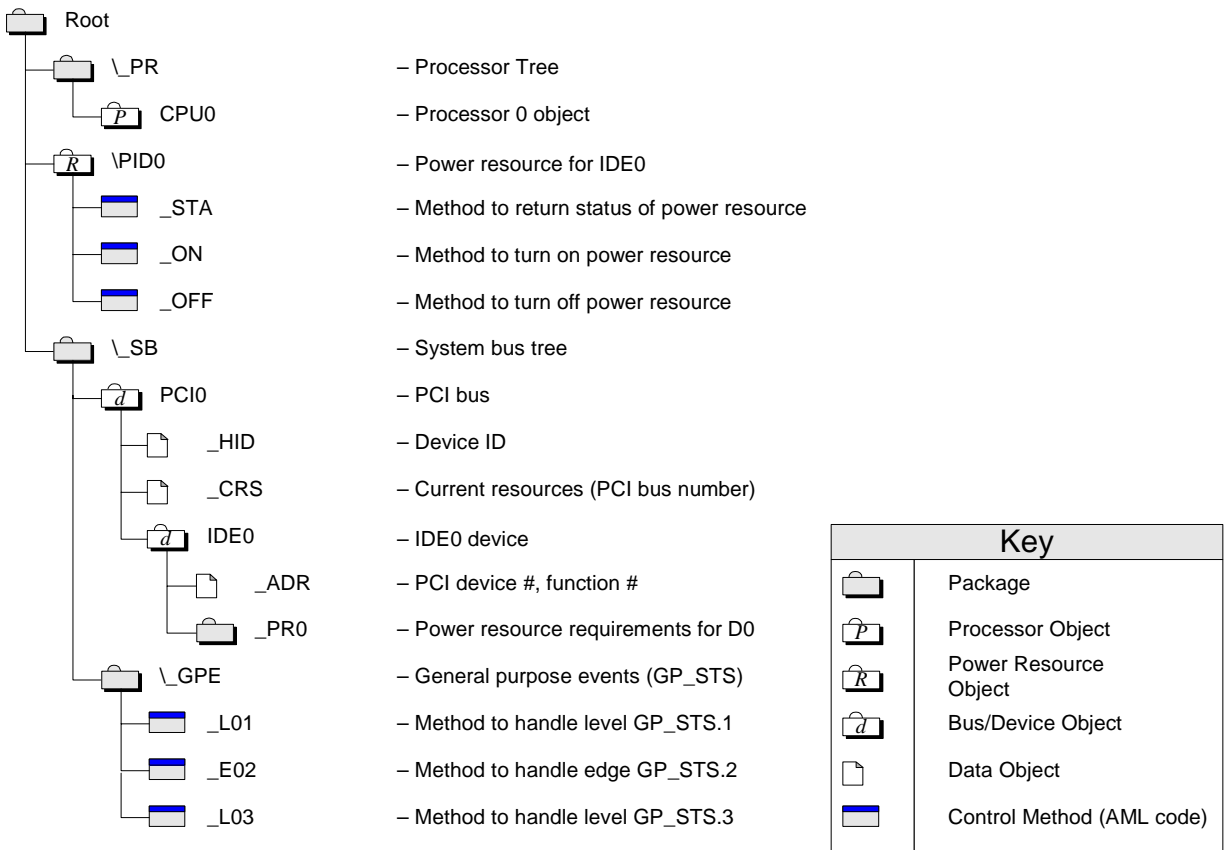 Root
\_PR – Processor Tree
P CPU0 – Processor 0 object
R \PID0 – Power resource for IDE0
_STA – Method to return status of power resource
_ON – Method to turn on power resource
_OFF – Method to turn off power resource
\_SB – System bus tree
d PCI0 – PCI bus
_HID – Device ID
_CRS – Current resources (PCI bus number)
d IDE0 – IDE0 device
_ADR – PCI device #, function #
_PR0 – Power resource requirements for D0
\_GPE – General purpose events (GP_STS)
_L01 – Method to handle level GP_STS.1
_E02 – Method to handle edge GP_STS.2
_L03 – Method to handle level GP_STS.3
Key
Package
P Processor Object
R Power Resource
Object
d Bus/Device Object
Data Object
Control Method (AML code)